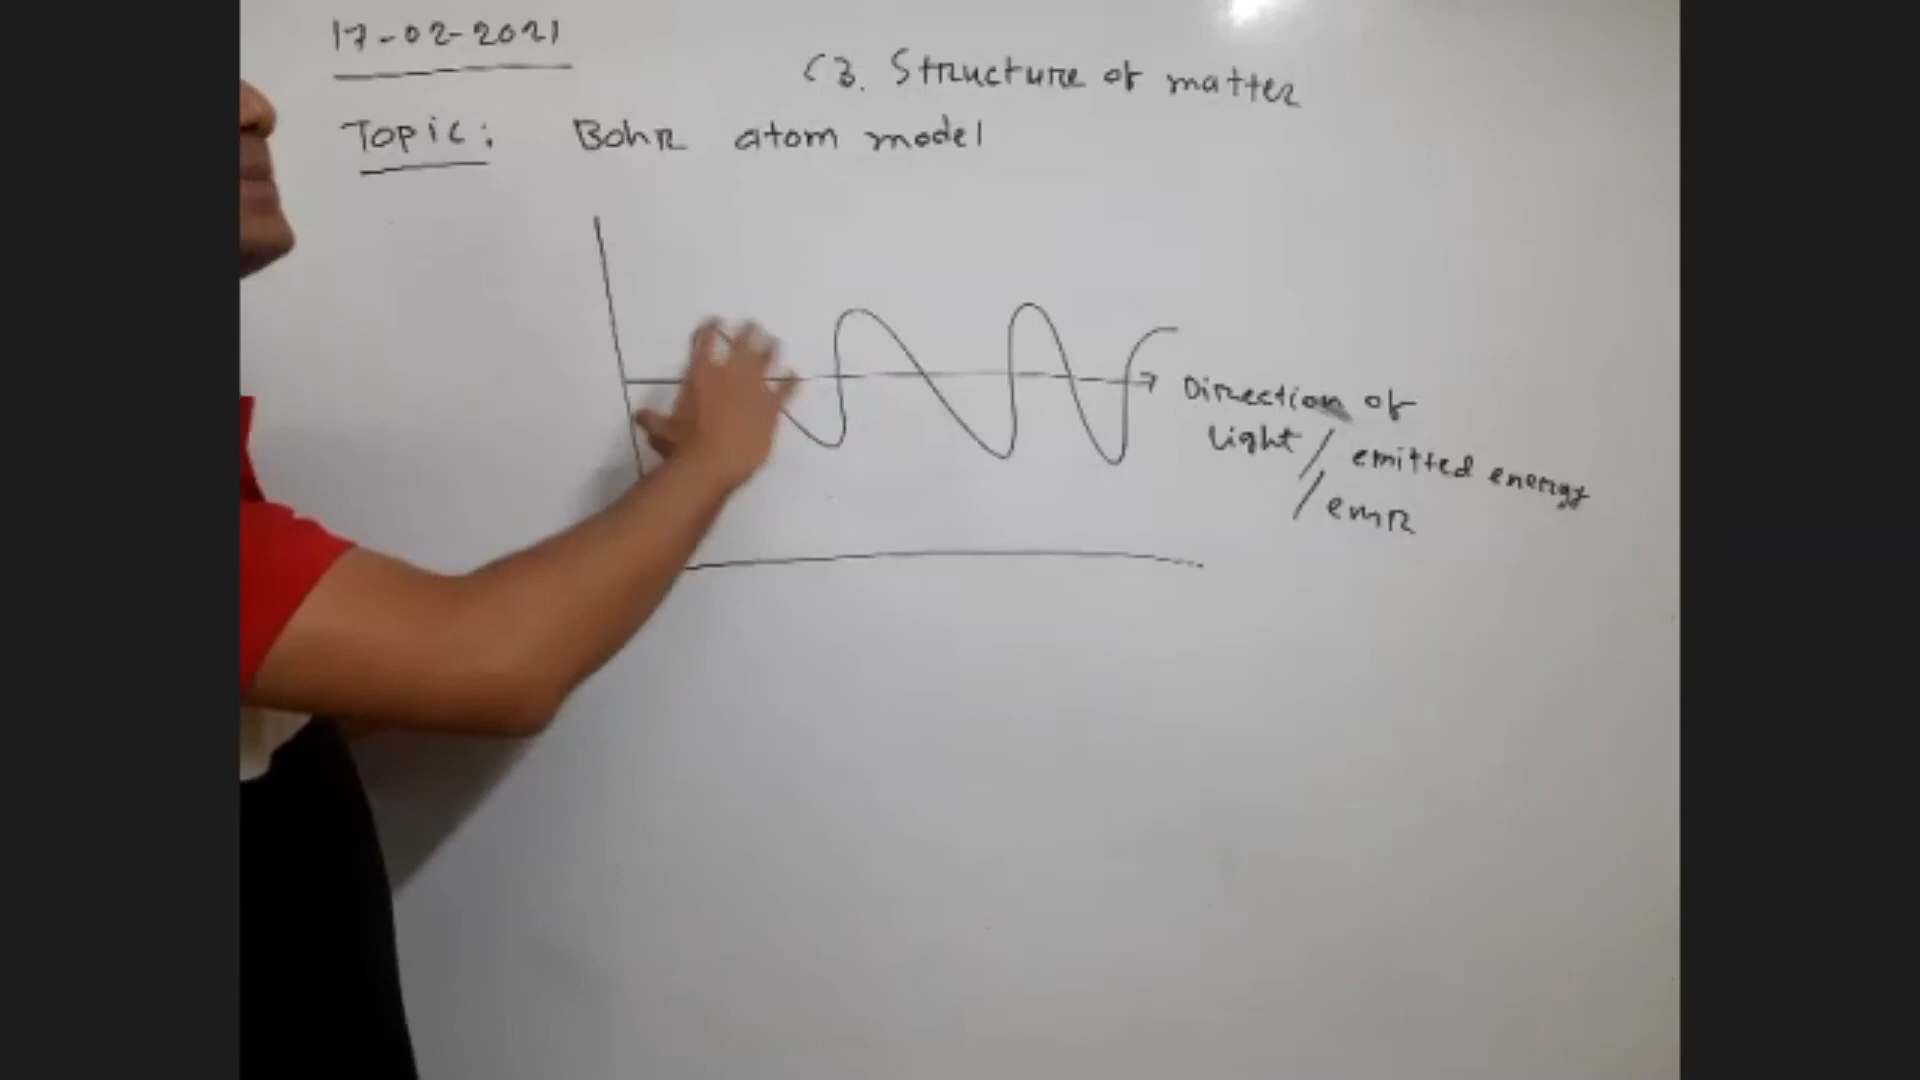 17-02-2021
C3. Structure of matter
Topic: Bohr atom model
Direction of
light / emitted energy
/ emr